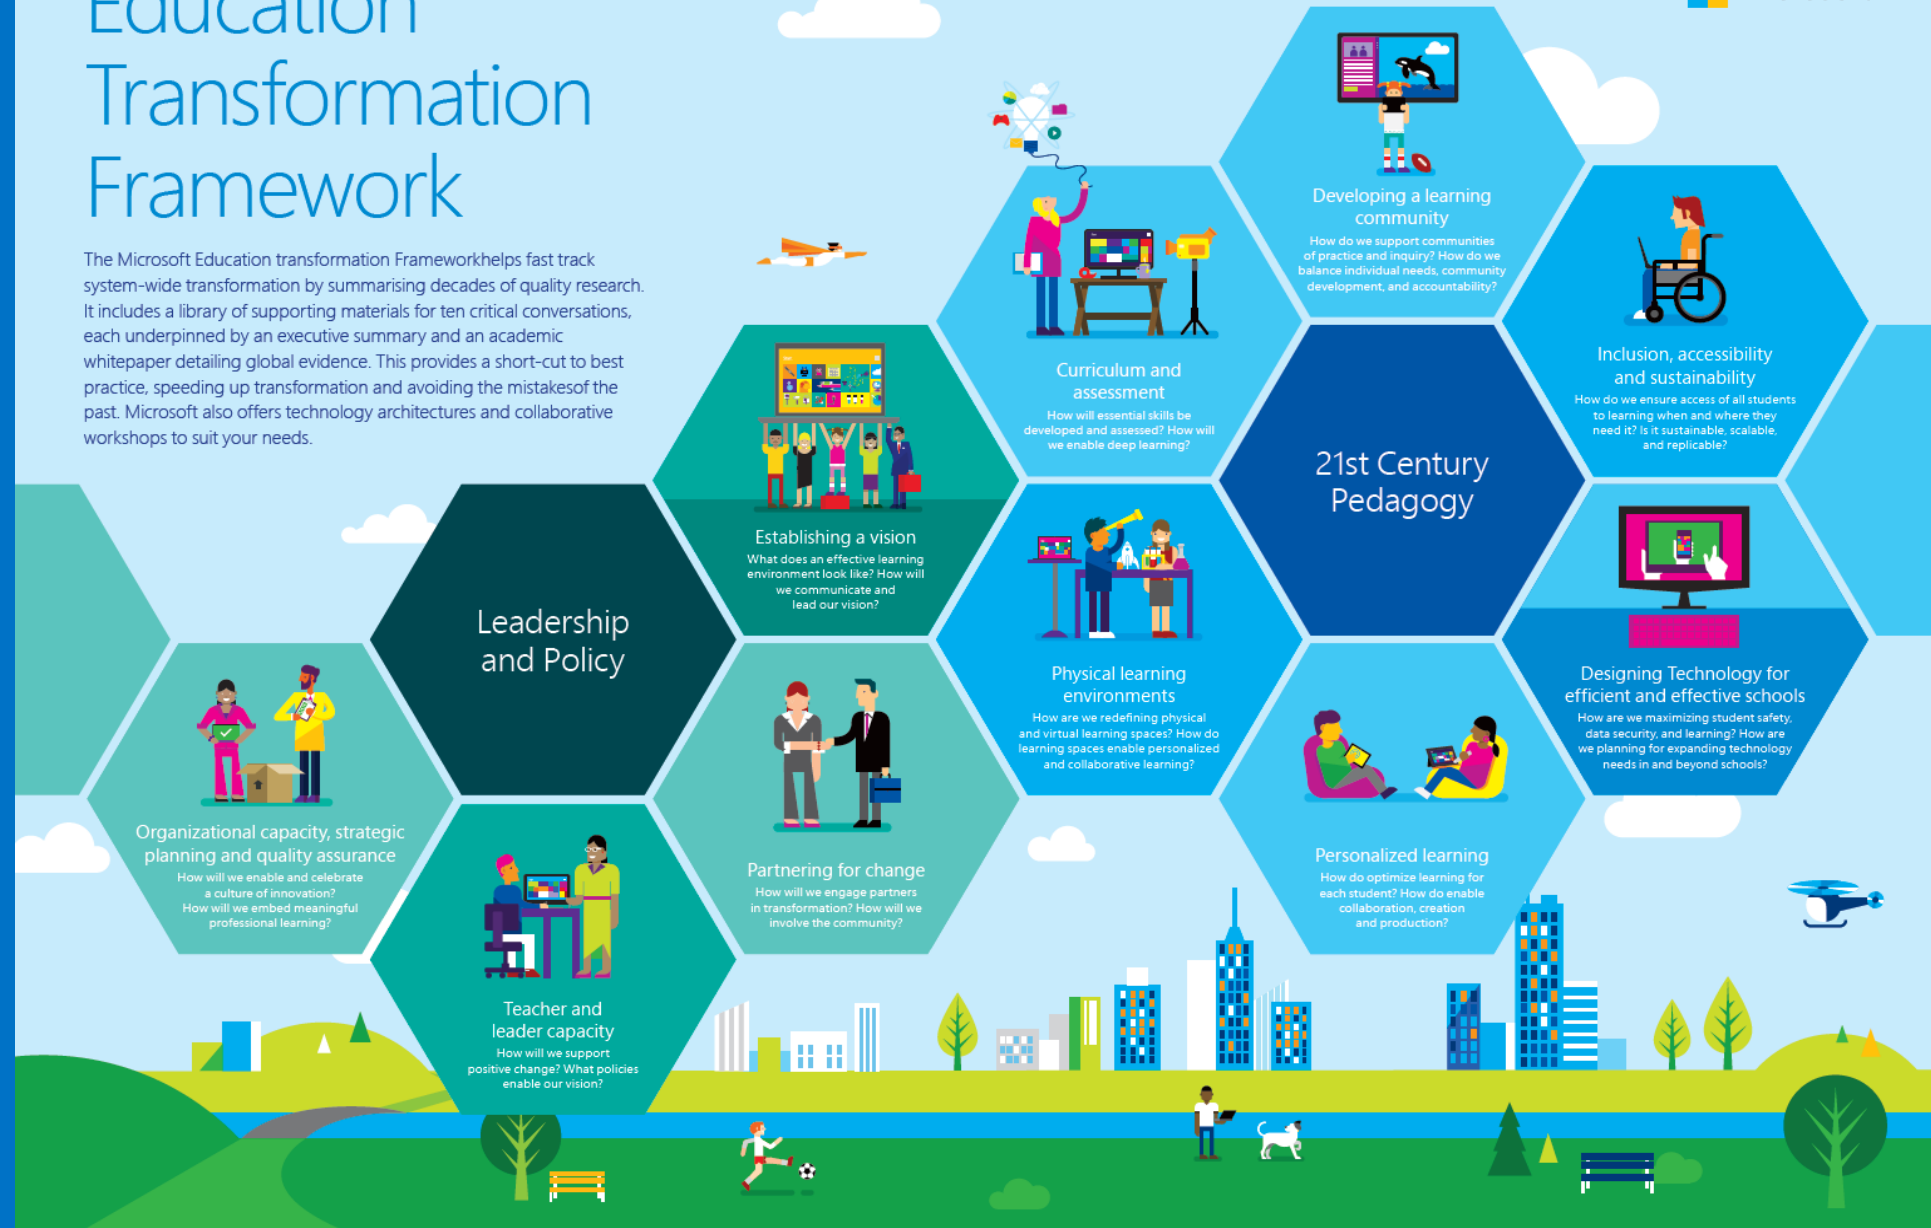 Education
Transformation
Framework
The Microsoft Education transformation Frameworkhelps fast track
system-wide transformation by summarising decades of quality research.
It includes a library of supporting materials for ten critical conversations,
each underpinned by an executive summary and an academic
whitepaper detailing global evidence. This provides a short-cut to best
practice, speeding up transformation and avoiding the mistakesof the
past. Microsoft also offers technology architectures and collaborative
workshops to suit your needs.
Leadership
and Policy
Establishing a vision
What does an effective learning
environment look like? How will
we communicate and
lead our vision?
Organizational capacity, strategic
planning and quality assurance
How will we enable and celebrate
a culture of innovation?
How will we embed meaningful
professional learning?
Teacher and
leader capacity
How will we support
positive change? What policies
enable our vision?
Partnering for change
How will we engage partners
in transformation? How will we
involve the community?
21st Century
Pedagogy
Developing a learning
community
How do we support communities
of practice and inquiry? How do we
balance individual needs, community
development, and accountability?
Curriculum and
assessment
How will essential skills be
developed and assessed? How will
we enable deep learning?
Inclusion, accessibility
and sustainability
How do we ensure access of all students
to learning when and where they
need it? Is it sustainable, scalable,
and replicable?
Physical learning
environments
How are we redefining physical
and virtual learning spaces? How do
learning spaces enable personalized
and collaborative learning?
Designing Technology for
efficient and effective schools
How are we maximizing student safety,
data security, and learning? How are
we planning for expanding technology
needs in and beyond schools?
Personalized learning
How do optimize learning for
each student? How do enable
collaboration, creation
and production?